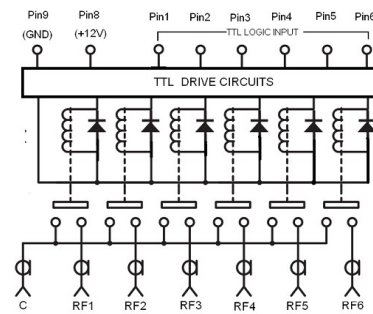 Pin9 Pin8 Pin1 Pin2 Pin3 Pin4 Pin5 Pin6
(GND) (+12V) TTL LOGIC INPUT
TTL DRIVE CIRCUITS
C RF1 RF2 RF3 RF4 RF5 RF6